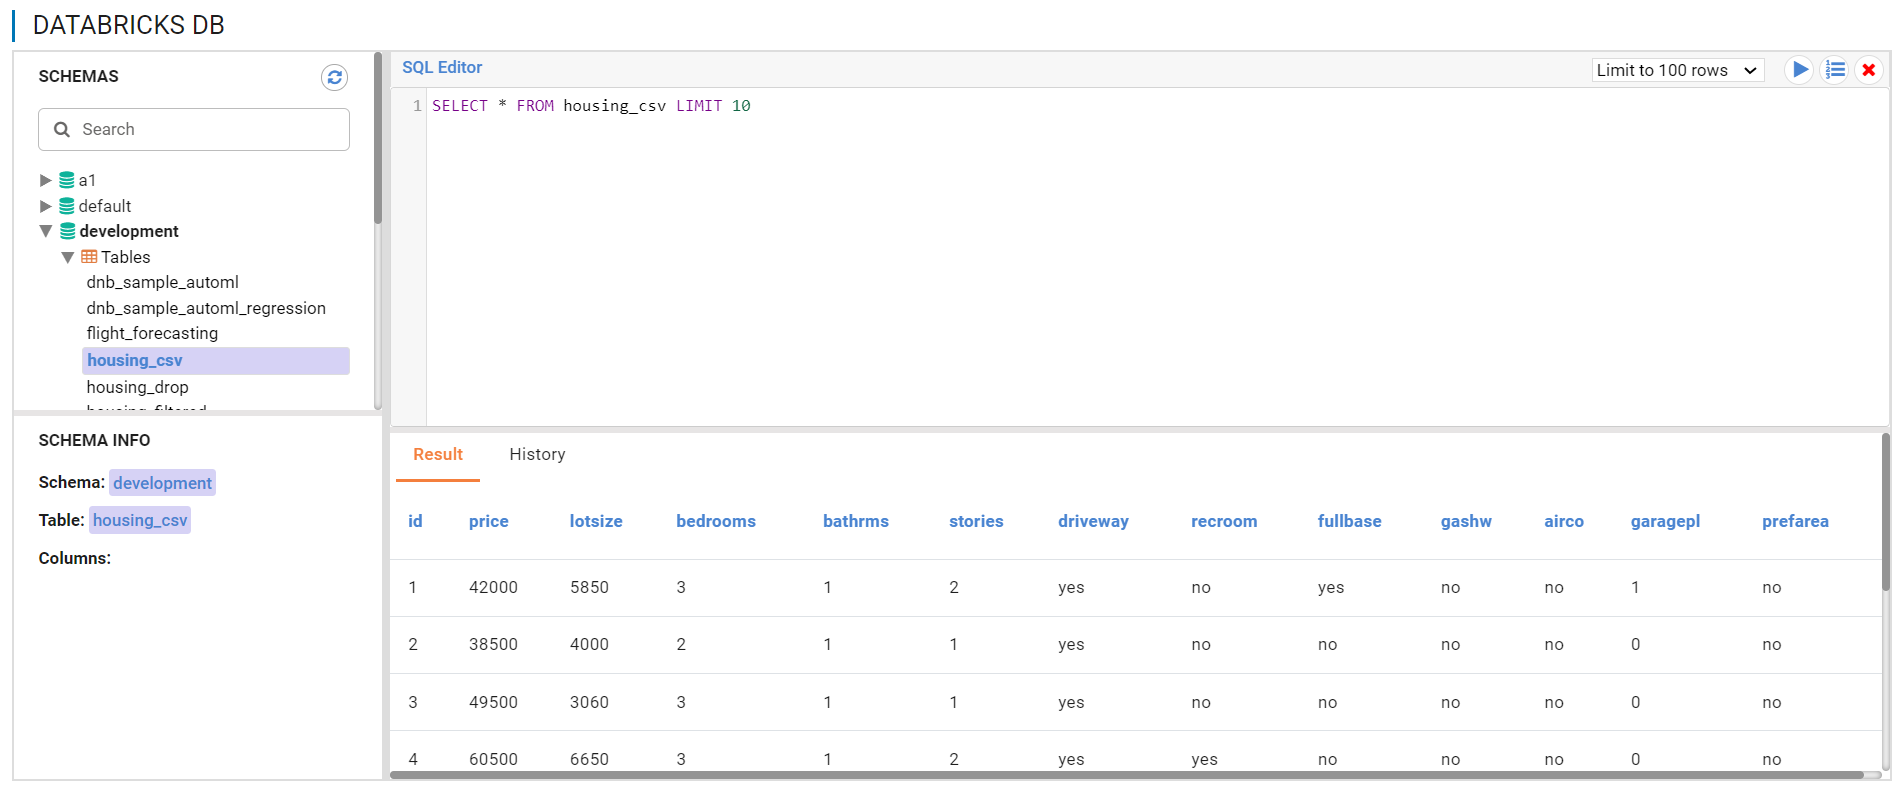 DATABRICKS DB
SCHEMAS
Search
a1
default
development
Tables
dnb_sample_automl
dnb_sample_automl_regression
flight_forecasting
housing_csv
housing_drop
housing_filtered
SCHEMA INFO
Schema: development
Table: housing_csv
Columns:
SQL Editor
Limit to 100 rows
1 SELECT * FROM housing_csv LIMIT 10
Result History
id price lotsize bedrooms bathrms stories driveway recroom fullbase gashw airco garagepl prefarea
1 42000 5850 3 1 2 yes no yes no no 1 no
2 38500 4000 2 1 1 yes no no no no 0 no
3 49500 3060 3 1 1 yes no no no no 0 no
4 60500 6650 3 1 2 yes yes no no no 0 no